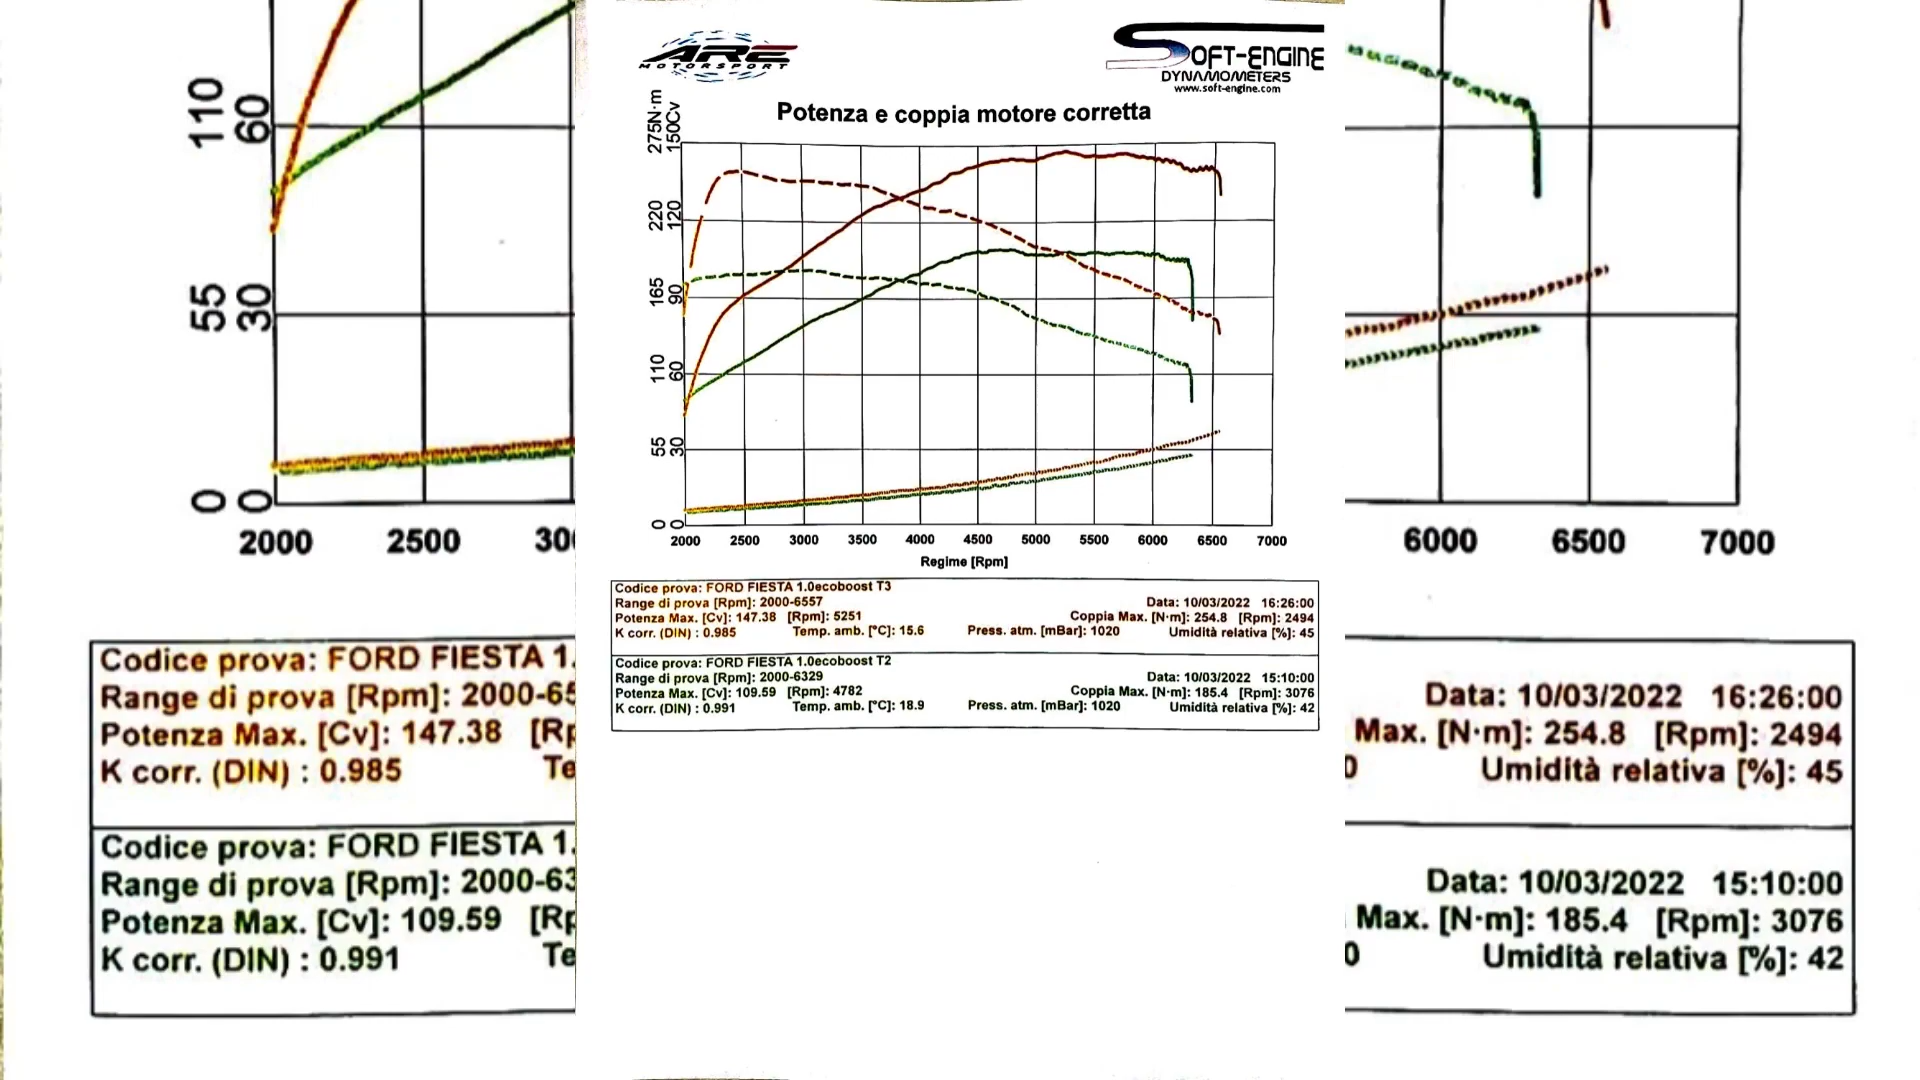 ARE
MOTORSPORT
SOFT-ENGINE
DYNAMOMETERS
www.soft-engine.com
Potenza e coppia motore corretta
275N·m
150Cv
220
120
165
90
110
60
55
30
0
0
2000 2500 3000 3500 4000 4500 5000 5500 6000 6500 7000
Regime [Rpm]
Codice prova: FORD FIESTA 1.0ecoboost T3
Range di prova [Rpm]: 2000-6557 Data: 10/03/2022 16:26:00
Potenza Max. [Cv]: 147.38 [Rpm]: 5251 Coppia Max. [N·m]: 254.8 [Rpm]: 2494
K corr. (DIN) : 0.985 Temp. amb. [°C]: 15.6 Press. atm. [mBar]: 1020 Umidità relativa [%]: 45
Codice prova: FORD FIESTA 1.0ecoboost T2
Range di prova [Rpm]: 2000-6329 Data: 10/03/2022 15:10:00
Potenza Max. [Cv]: 109.59 [Rpm]: 4782 Coppia Max. [N·m]: 185.4 [Rpm]: 3076
K corr. (DIN) : 0.991 Temp. amb. [°C]: 18.9 Press. atm. [mBar]: 1020 Umidità relativa [%]: 42
110
60
55
30
0
0
2000 2500 300
Codice prova: FORD FIESTA 1.
Range di prova [Rpm]: 2000-65
Potenza Max. [Cv]: 147.38 [Rp
K corr. (DIN) : 0.985 Te
Codice prova: FORD FIESTA 1.
Range di prova [Rpm]: 2000-63
Potenza Max. [Cv]: 109.59 [Rp
K corr. (DIN) : 0.991 Te
6000 6500 7000
Data: 10/03/2022 16:26:00
Max. [N·m]: 254.8 [Rpm]: 2494
0 Umidità relativa [%]: 45
Data: 10/03/2022 15:10:00
Max. [N·m]: 185.4 [Rpm]: 3076
0 Umidità relativa [%]: 42